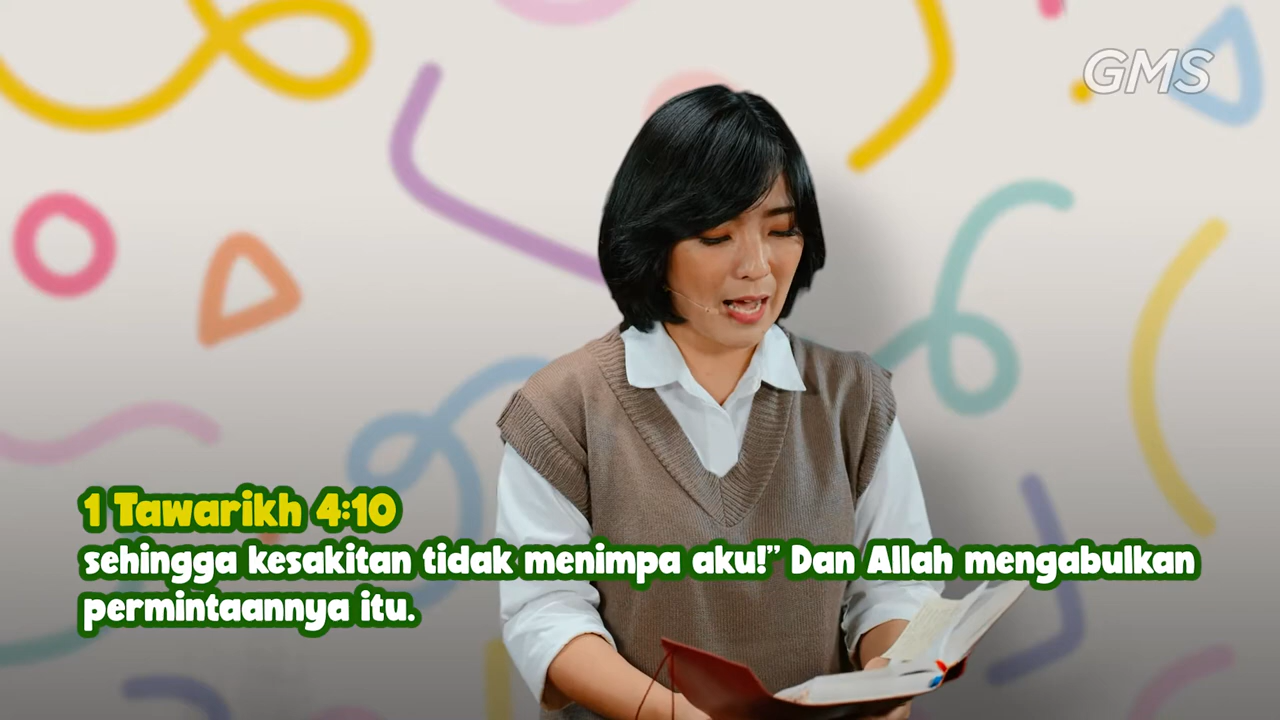 GMS
1 Tawarikh 4:10
sehingga kesakitan tidak menimpa aku!” Dan Allah mengabulkan
permintaannya itu.